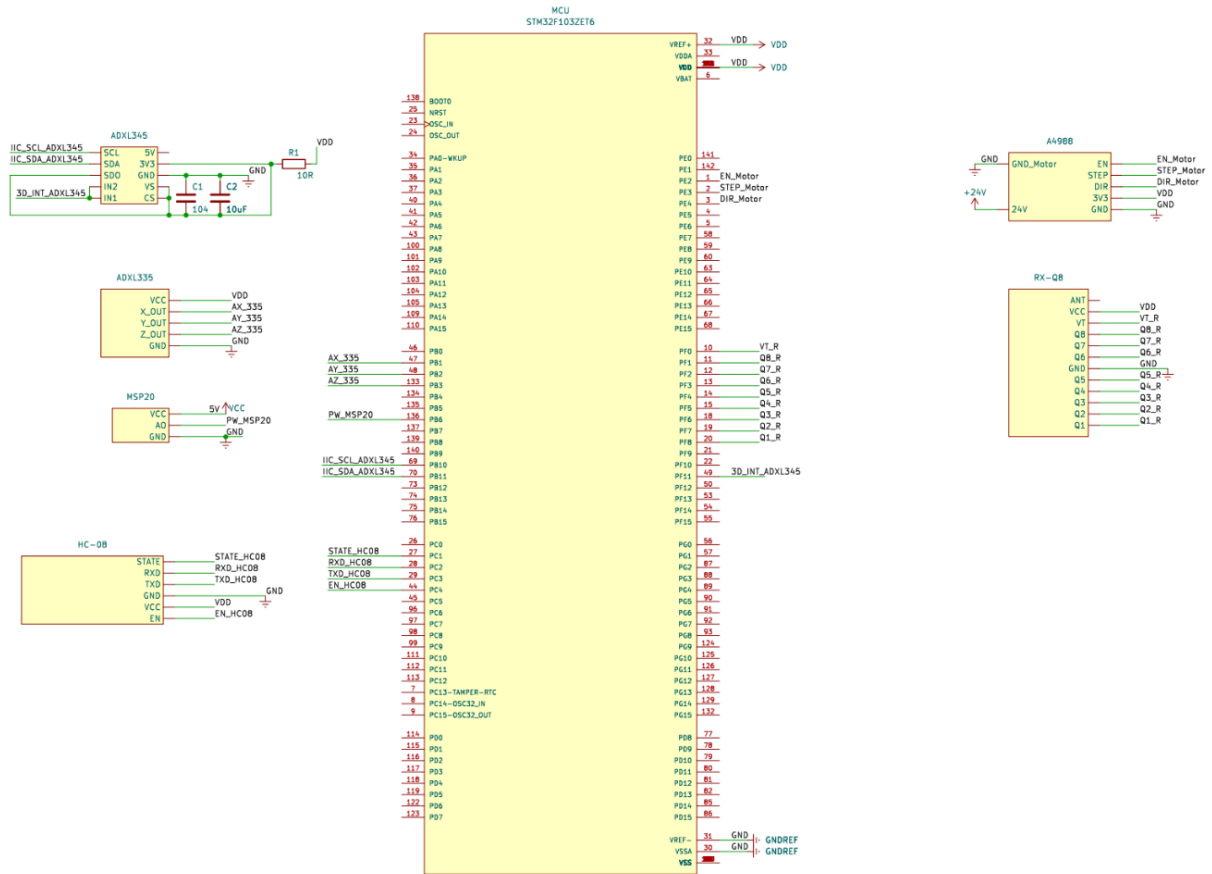 MCU
STM32F103ZET6
VREF+ 32 VDD VDD
VDDA 33
VDD VDD VDD
VBAT 6
138 BOOT0
25 NRST
23 OSC_IN
24 OSC_OUT
34 PA0-WKUP
35 PA1
36 PA2
37 PA3
40 PA4
41 PA5
42 PA6
43 PA7
100 PA8
101 PA9
102 PA10
103 PA11
104 PA12
105 PA13
109 PA14
110 PA15
AX_335 AY_335 AZ_335
46 PB0
47 PB1
48 PB2
133 PB3
134 PB4
135 PB5
PW_MSP20 136 PB6
137 PB7
139 PB8
140 PB9
IIC_SCL_ADXL345 69 PB10
IIC_SDA_ADXL345 70 PB11
73 PB12
74 PB13
75 PB14
76 PB15
26 PC0
STATE_HC08 27 PC1
RXD_HC08 28 PC2
TXD_HC08 29 PC3
EN_HC08 44 PC4
45 PC5
96 PC6
97 PC7
98 PC8
99 PC9
111 PC10
112 PC11
113 PC12
7 PC13-TAMPER-RTC
8 PC14-OSC32_IN
9 PC15-OSC32_OUT
114 PD0
115 PD1
116 PD2
117 PD3
118 PD4
119 PD5
122 PD6
123 PD7
PE0 141
PE1 142
PE2 1 EN_Motor
PE3 2 STEP_Motor
PE4 3 DIR_Motor
PE5 4
PE6 5
PE7 58
PE8 59
PE9 60
PE10 63
PE11 64
PE12 65
PE13 66
PE14 67
PE15 68
PF0 10 VT_R
PF1 11 Q8_R
PF2 12 Q7_R
PF3 13 Q6_R
PF4 14 Q5_R
PF5 15 Q4_R
PF6 18 Q3_R
PF7 19 Q2_R
PF8 20 Q1_R
PF9 21
PF10 22
PF11 49 3D_INT_ADXL345
PF12 50
PF13 53
PF14 54
PF15 55
PG0 56
PG1 57
PG2 87
PG3 88
PG4 89
PG5 90
PG6 91
PG7 92
PG8 93
PG9 124
PG10 125
PG11 126
PG12 127
PG13 128
PG14 129
PG15 132
PD8 77
PD9 78
PD10 79
PD11 80
PD12 81
PD13 82
PD14 85
PD15 86
VREF- 31 GND GNDREF
VSSA 30 GND GNDREF
VSS
ADXL345
IIC_SCL_ADXL345 SCL 5V
IIC_SDA_ADXL345 SDA 3V3
SDO GND
IN2 VS
3D_INT_ADXL345 IN1 CS
VDD
R1
10R
GND
C1
104
C2
10uF
ADXL335
VCC VDD
X_OUT AX_335
Y_OUT AY_335
Z_OUT AZ_335
GND GND
MSP20
VCC 5V VCC
AO PW_MSP20
GND GND
HC-08
STATE STATE_HC08
RXD RXD_HC08
TXD TXD_HC08
GND GND
VCC VDD
EN EN_HC08
A4988
GND GND_Motor EN EN_Motor
STEP STEP_Motor
DIR DIR_Motor
3V3 VDD
+24V 24V GND GND
RX-Q8
ANT
VCC VDD
VT VT_R
Q8 Q8_R
Q7 Q7_R
Q6 Q6_R
GND GND
Q5 Q5_R
Q4 Q4_R
Q3 Q3_R
Q2 Q2_R
Q1 Q1_R